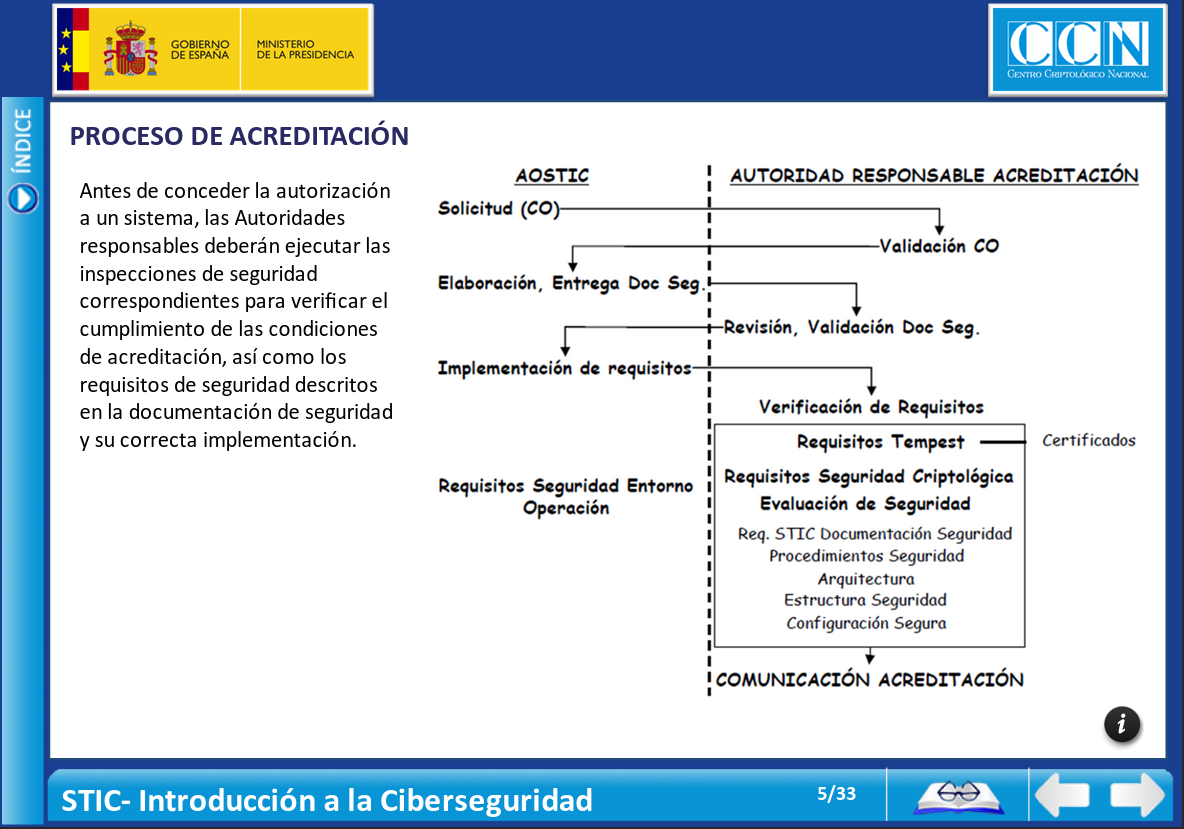 GOBIERNO
DE ESPAÑA
MINISTERIO
DE LA PRESIDENCIA
CCN
CENTRO CRIPTOLÓGICO NACIONAL
ÍNDICE
PROCESO DE ACREDITACIÓN
Antes de conceder la autorización
a un sistema, las Autoridades
responsables deberán ejecutar las
inspecciones de seguridad
correspondientes para verificar el
cumplimiento de las condiciones
de acreditación, así como los
requisitos de seguridad descritos
en la documentación de seguridad
y su correcta implementación.
AOSTIC
AUTORIDAD RESPONSABLE ACREDITACIÓN
Solicitud (CO)
Validación CO
Elaboración, Entrega Doc Seg.
Revisión, Validación Doc Seg.
Implementación de requisitos
Verificación de Requisitos
Requisitos Tempest
Certificados
Requisitos Seguridad Criptológica
Evaluación de Seguridad
Requisitos Seguridad Entorno
Operación
Req. STIC Documentación Seguridad
Procedimientos Seguridad
Arquitectura
Estructura Seguridad
Configuración Segura
COMUNICACIÓN ACREDITACIÓN
i
STIC- Introducción a la Ciberseguridad
5/33